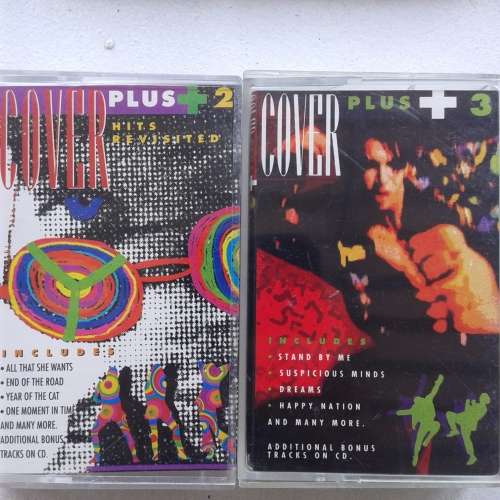 COVER
PLUS + 2
HITS
REVISITED
INCLUDES
• ALL THAT SHE WANTS
• END OF THE ROAD
• YEAR OF THE CAT
• ONE MOMENT IN TIME
AND MANY MORE.
ADDITIONAL BONUS
TRACKS ON CD.
COVER
PLUS + 3
INCLUDES
• STAND BY ME
• SUSPICIOUS MINDS
• DREAMS
• HAPPY NATION
AND MANY MORE.
ADDITIONAL BONUS
TRACKS ON CD.